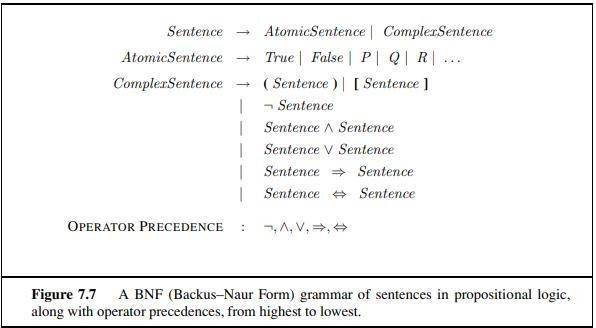 Sentence → AtomicSentence | ComplexSentence
AtomicSentence → True | False | P | Q | R | ...
ComplexSentence → ( Sentence ) | [ Sentence ]
| ¬ Sentence
| Sentence ∧ Sentence
| Sentence ∨ Sentence
| Sentence ⇒ Sentence
| Sentence ⇔ Sentence
OPERATOR PRECEDENCE : ¬, ∧, ∨, ⇒, ⇔
Figure 7.7 A BNF (Backus–Naur Form) grammar of sentences in propositional logic,
along with operator precedences, from highest to lowest.